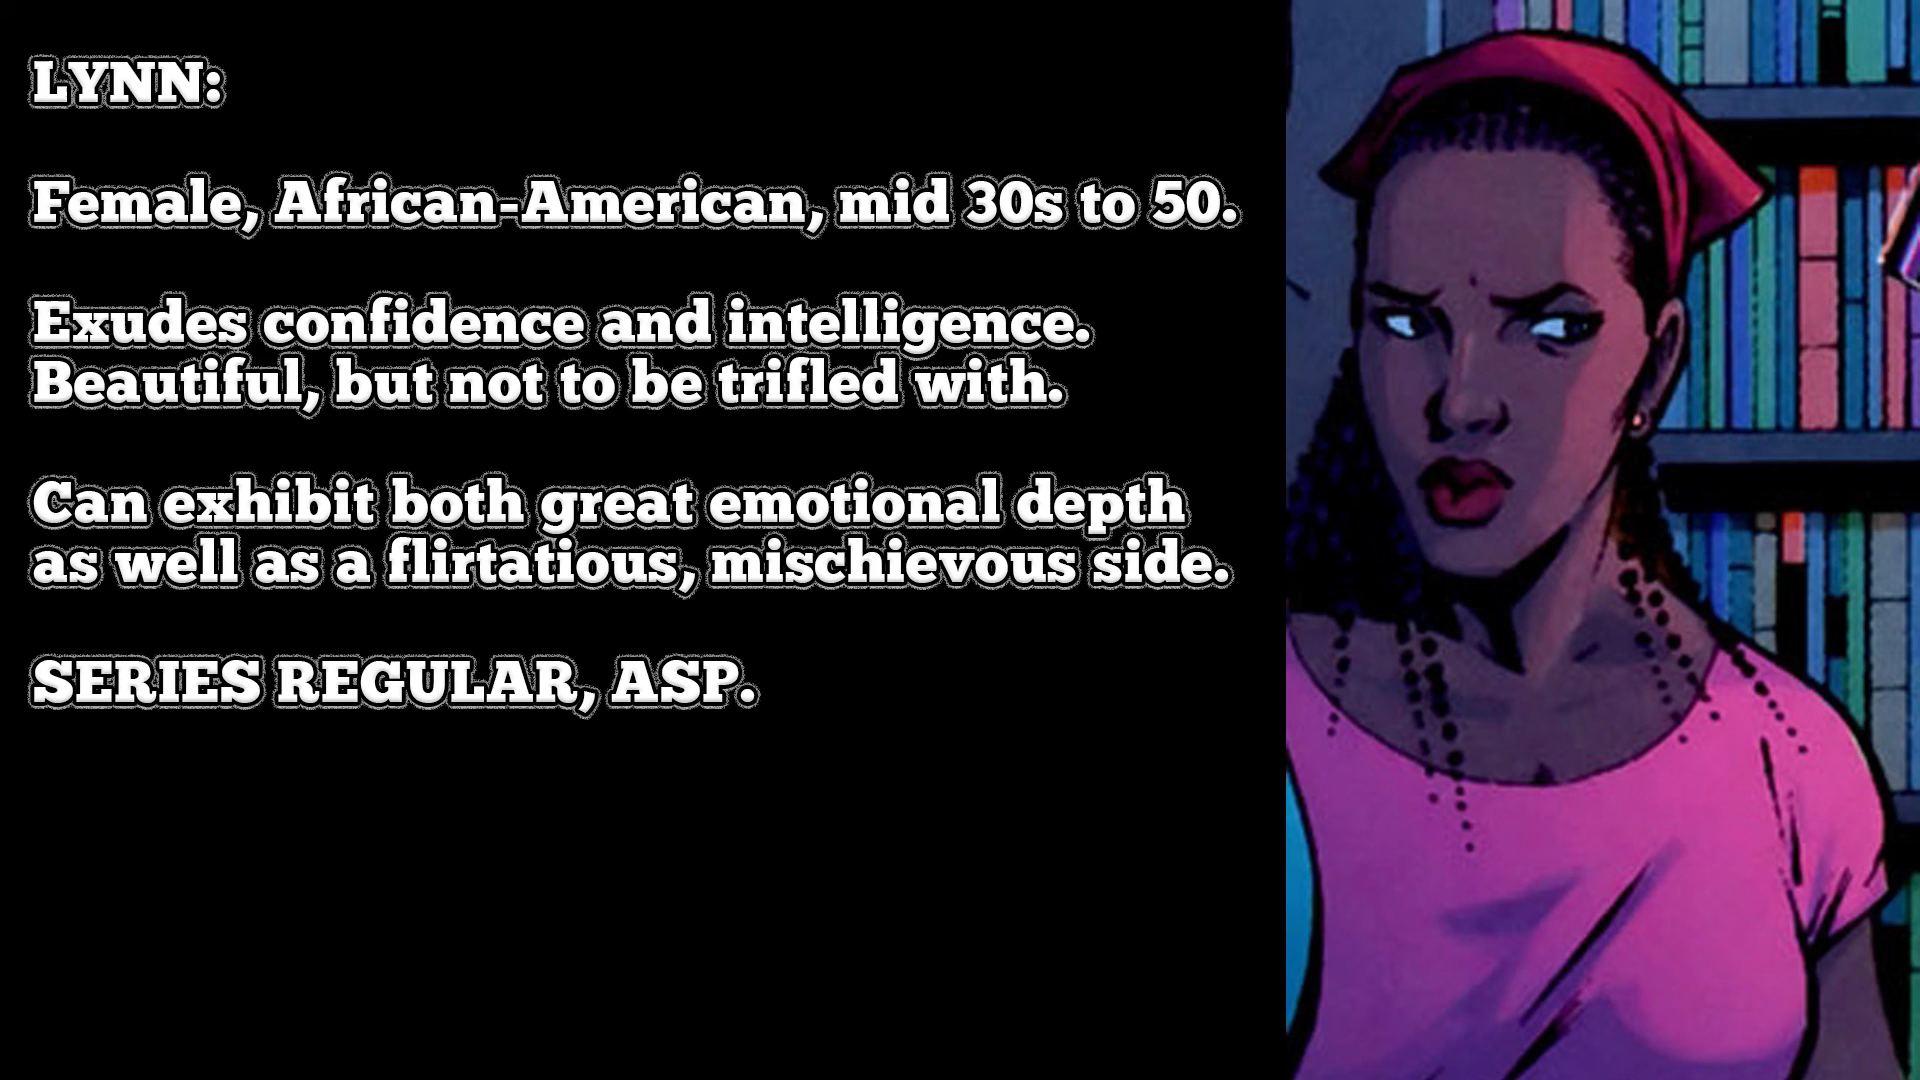 LYNN:
Female, African-American, mid 30s to 50.
Exudes confidence and intelligence.
Beautiful, but not to be trifled with.
Can exhibit both great emotional depth
as well as a flirtatious, mischievous side.
SERIES REGULAR, ASP.